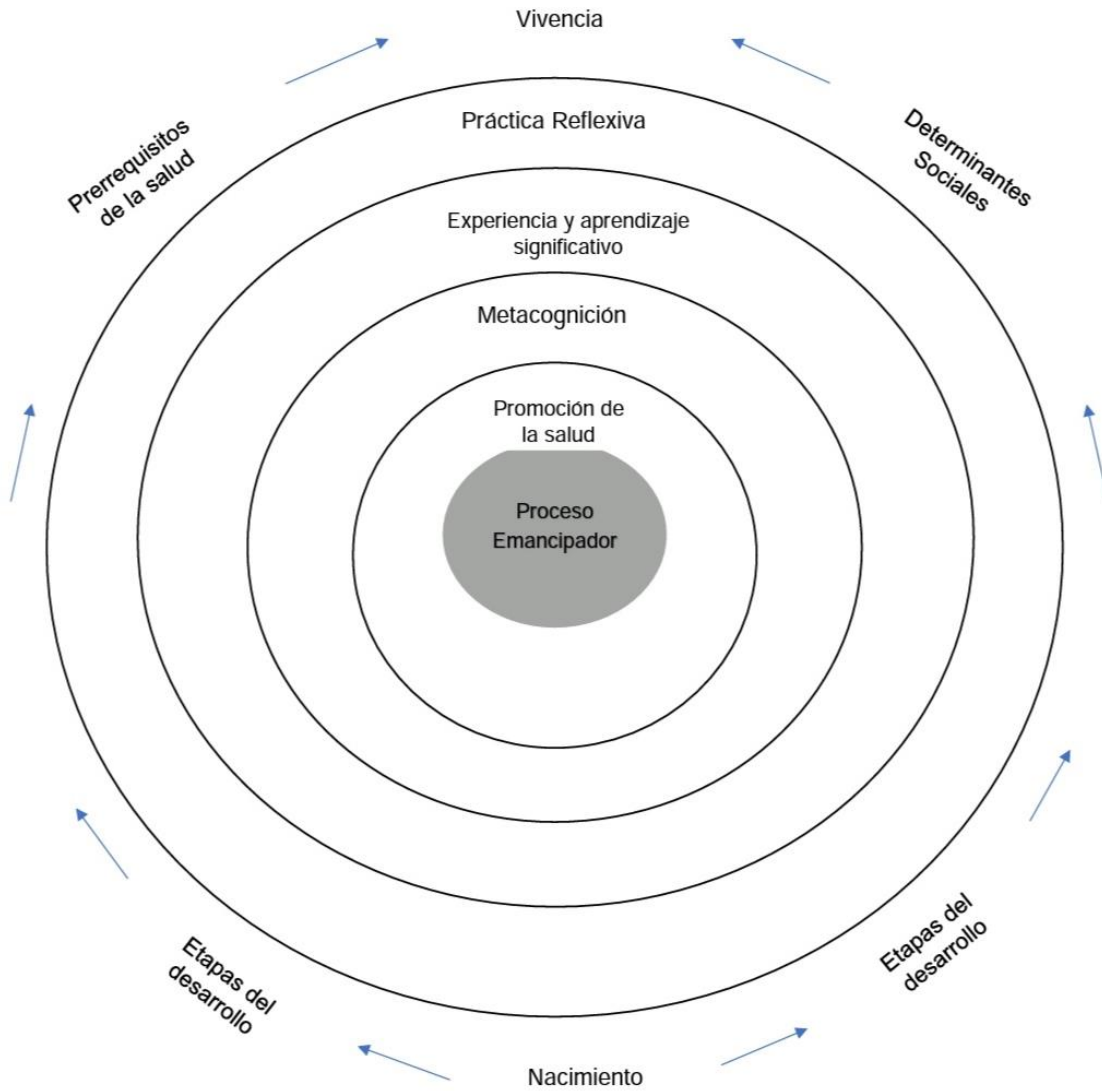 Vivencia
Práctica Reflexiva
Prerrequisitos
de la salud
Determinantes
Sociales
Experiencia y aprendizaje
significativo
Metacognición
Promoción de
la salud
Proceso
Emancipador
Etapas del
desarrollo
Etapas del
desarrollo
Nacimiento